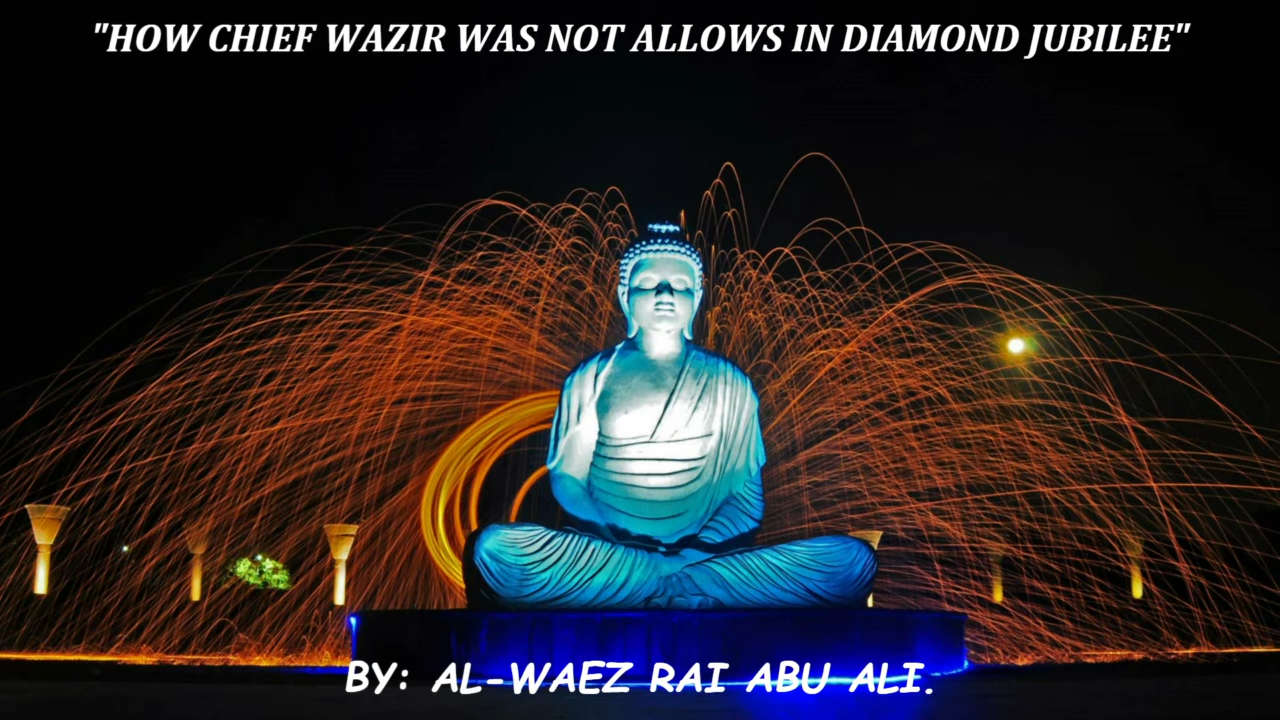 "HOW CHIEF WAZIR WAS NOT ALLOWS IN DIAMOND JUBILEE"
BY: AL-WAEZ RAI ABU ALI.